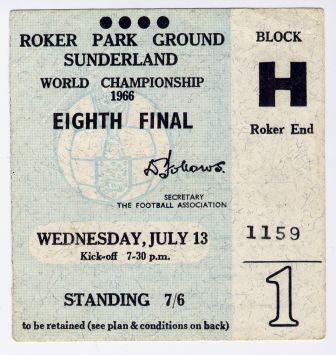 ROKER PARK GROUND
SUNDERLAND
WORLD CHAMPIONSHIP
1966
EIGHTH FINAL
D Follows.
SECRETARY
THE FOOTBALL ASSOCIATION
WEDNESDAY, JULY 13
Kick-off 7-30 p.m.
STANDING 7/6
to be retained (see plan & conditions on back)
BLOCK
H
Roker End
1159
1